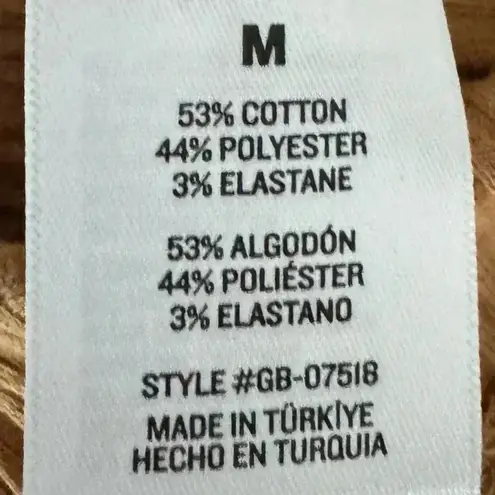 M
53% COTTON
44% POLYESTER
3% ELASTANE
53% ALGODÓN
44% POLIÉSTER
3% ELASTANO
STYLE #GB-07518
MADE IN TÜRKİYE
HECHO EN TURQUIA